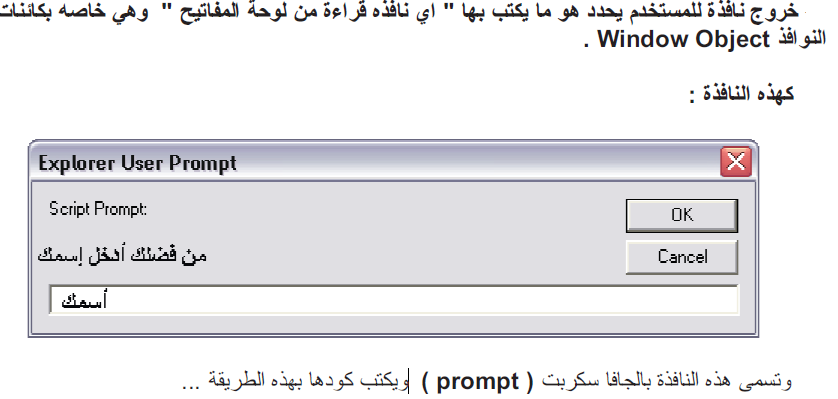 خروج نافذة للمستخدم يحدد هو ما يكتب بها " اي نافذه قراءة من لوحة المفاتيح " وهي خاصه بكائنات
النوافذ Window Object .
كهذه النافذة :
Explorer User Prompt
Script Prompt:
OK
من فضلك أدخل إسمك
Cancel
أسمك
وتسمى هذه النافذة بالجافا سكربت ( prompt ) ويكتب كودها بهذه الطريقة ...